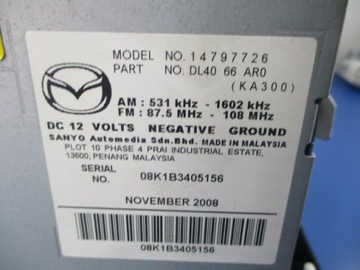 MODEL NO.14797726
PART NO. DL40 66 AR0
(KA300)
AM : 531 kHz - 1602 kHz
FM : 87.5 MHz - 108 MHz
DC 12 VOLTS NEGATIVE GROUND
SANYO Automedia Sdn.Bhd. MADE IN MALAYSIA
PLOT 10 PHASE 4 PRAI INDUSTRIAL ESTATE,
13600, PENANG MALAYSIA
SERIAL
NO. 08K1B3405156
NOVEMBER 2008
08K1B3405156